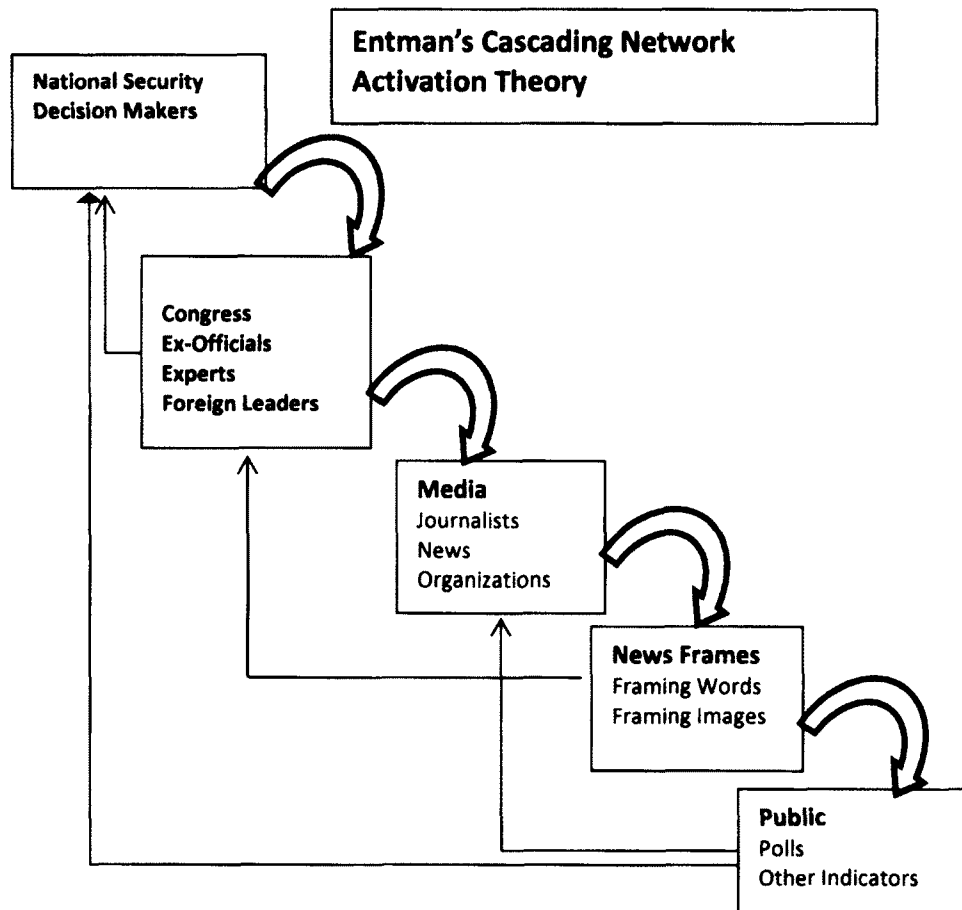 Entman's Cascading Network
Activation Theory
National Security
Decision Makers
Congress
Ex-Officials
Experts
Foreign Leaders
Media
Journalists
News
Organizations
News Frames
Framing Words
Framing Images
Public
Polls
Other Indicators